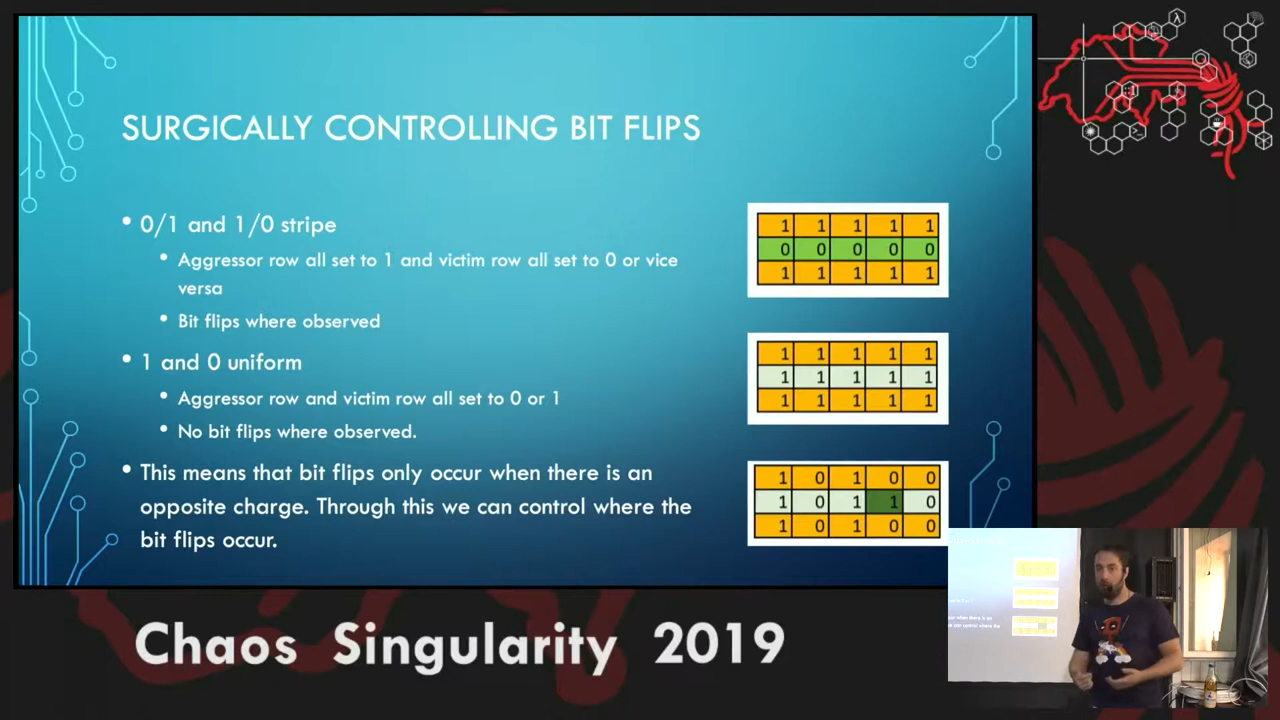 SURGICALLY CONTROLLING BIT FLIPS
• 0/1 and 1/0 stripe
• Aggressor row all set to 1 and victim row all set to 0 or vice
versa
• Bit flips where observed
• 1 and 0 uniform
• Aggressor row and victim row all set to 0 or 1
• No bit flips where observed.
• This means that bit flips only occur when there is an
opposite charge. Through this we can control where the
bit flips occur.
1 1 1 1 1
0 0 0 0 0
1 1 1 1 1
1 1 1 1 1
1 1 1 1 1
1 1 1 1 1
1 0 1 0 0
1 0 1 1 0
1 0 1 0 0
Chaos Singularity 2019